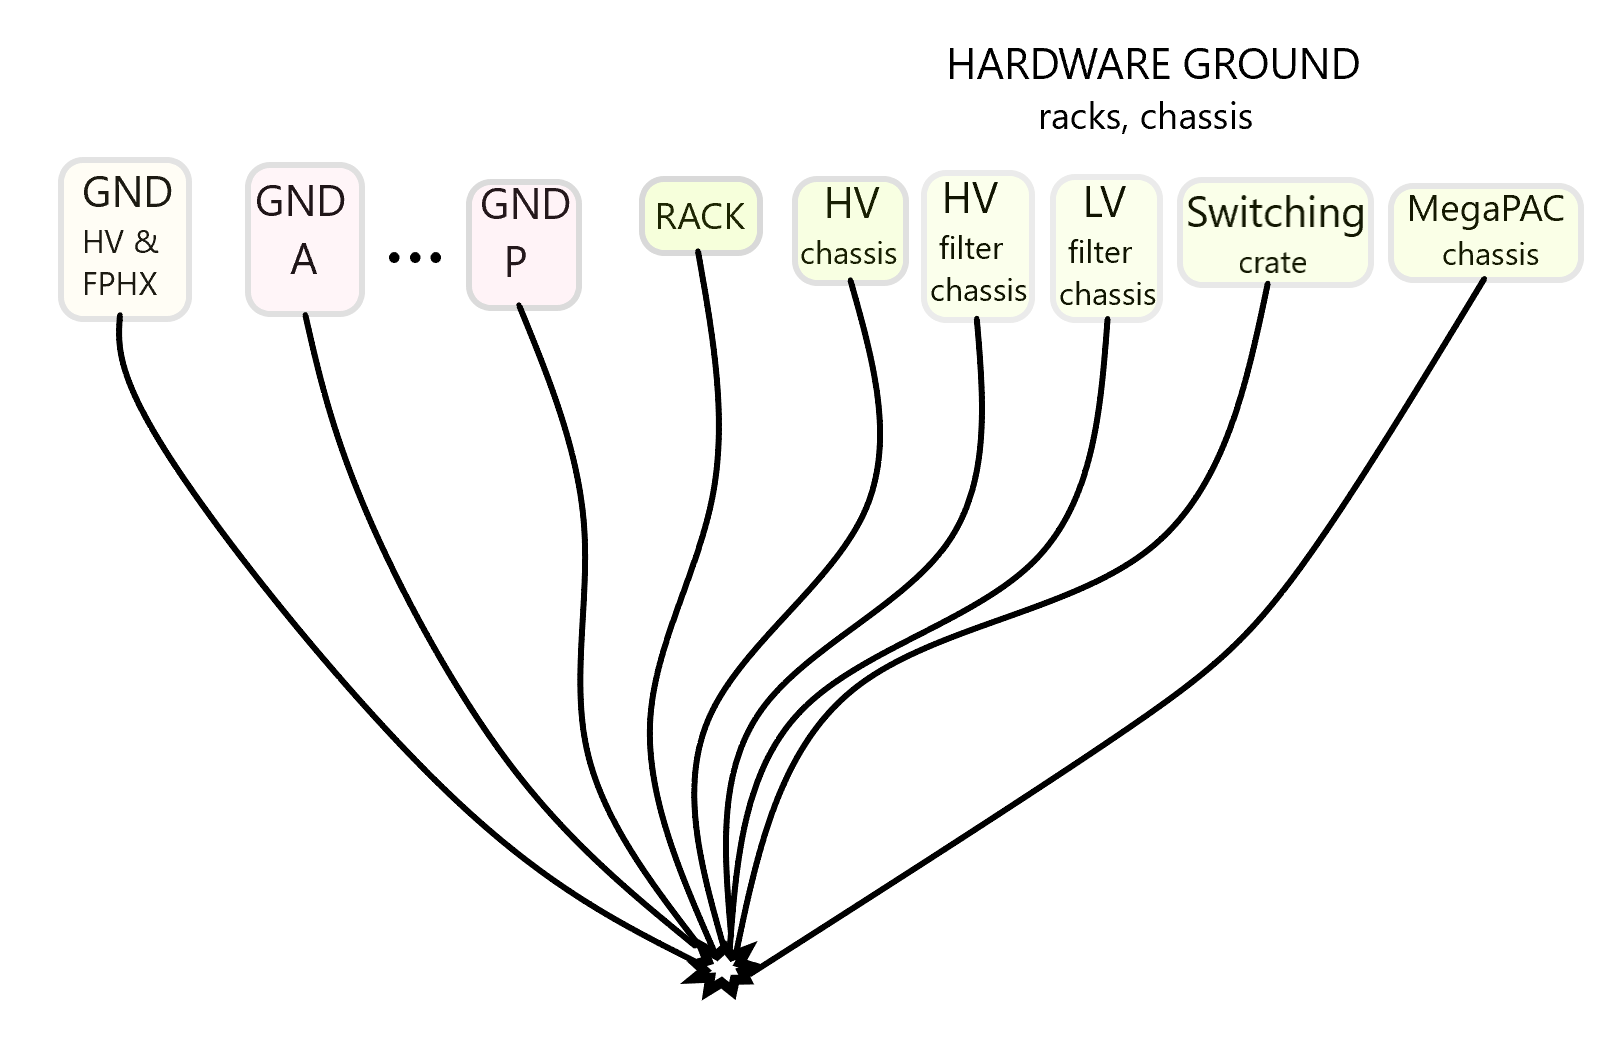 HARDWARE GROUND
racks, chassis
GND
HV &
FPHX
GND
A
...
GND
P
RACK
HV
chassis
HV
filter
chassis
LV
filter
chassis
Switching
crate
MegaPAC
chassis